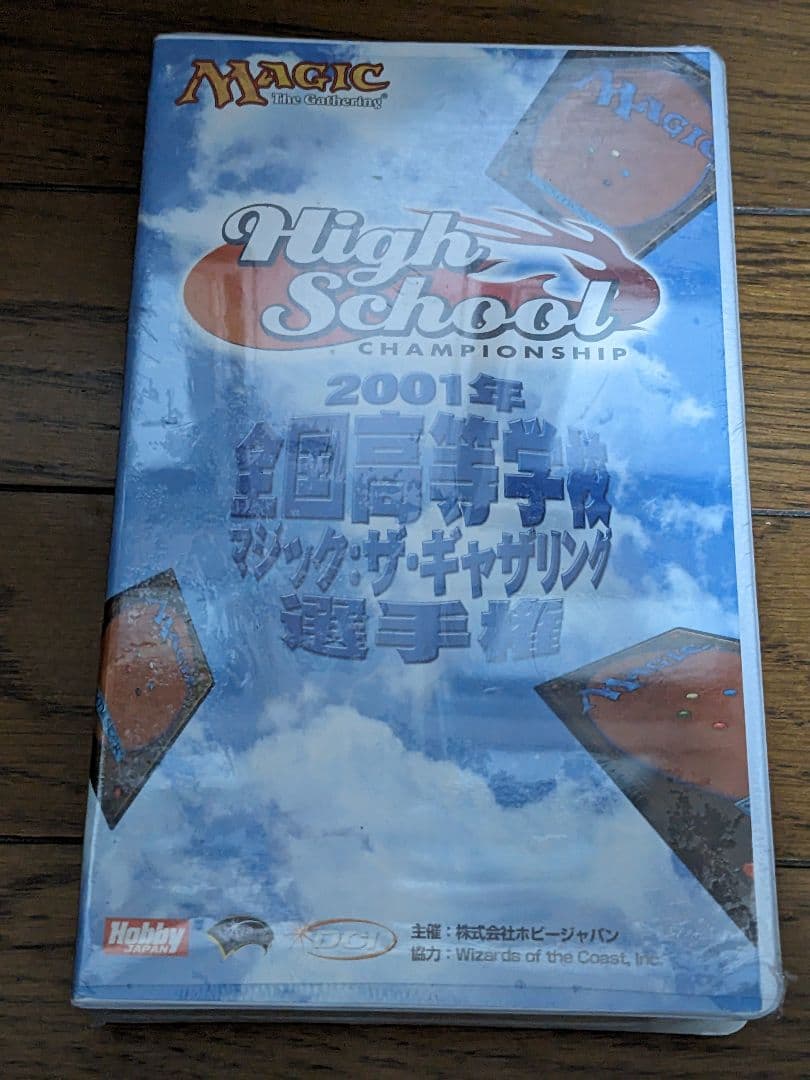 MAGIC
The Gathering®
MAGIC
High
School
CHAMPIONSHIP
2001年
全国高等学校
マジック:ザ・ギャザリング
選手権
MAGIC
Hobby
JAPAN
DCI
主催:株式会社ホビージャパン
協力:Wizards of the Coast, Inc.